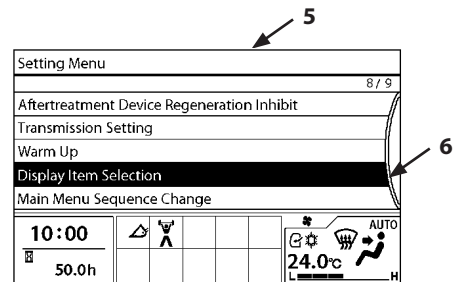 5
Setting Menu
8/9
Aftertreatment Device Regeneration Inhibit
Transmission Setting
Warm Up
6
Display Item Selection
Main Menu Sequence Change
10:00
AUTO
50.0h
24.0°C
L H